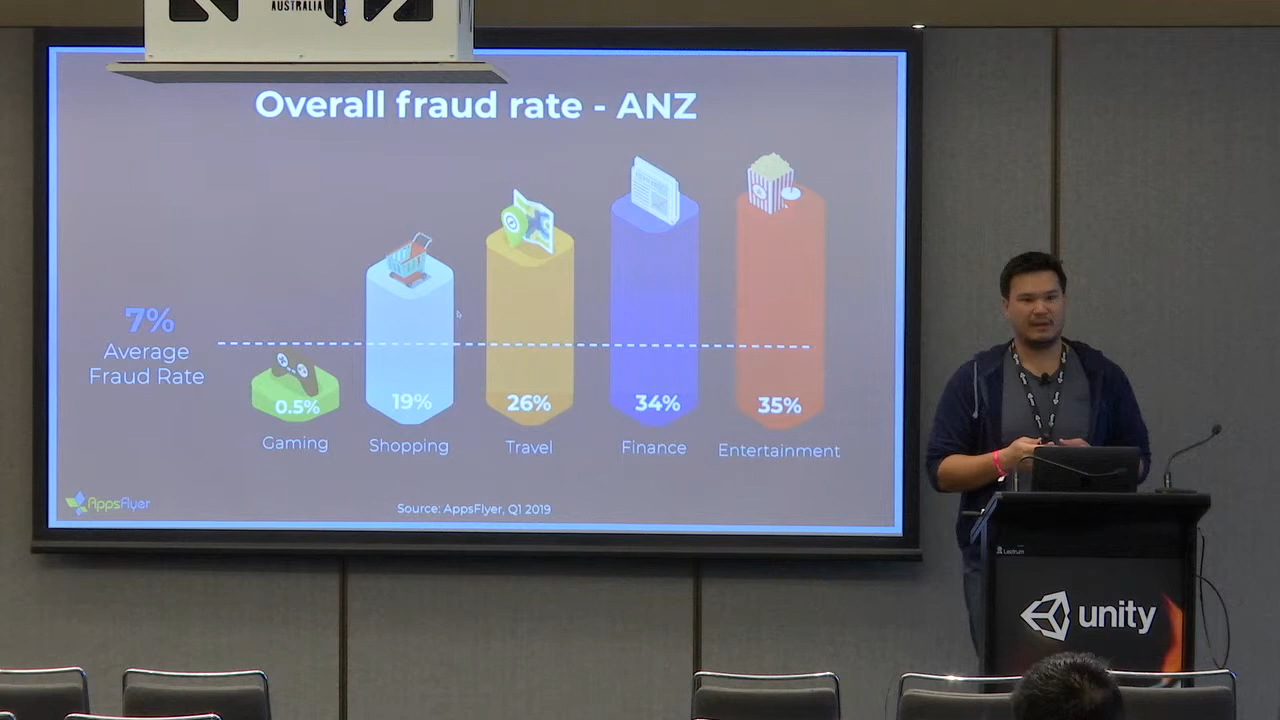 AUSTRALIA
Overall fraud rate - ANZ
7%
Average
Fraud Rate
0.5%
19%
26%
34%
35%
Gaming
Shopping
Travel
Finance
Entertainment
AppsFlyer
Source: AppsFlyer, Q1 2019
Lectrum
unity